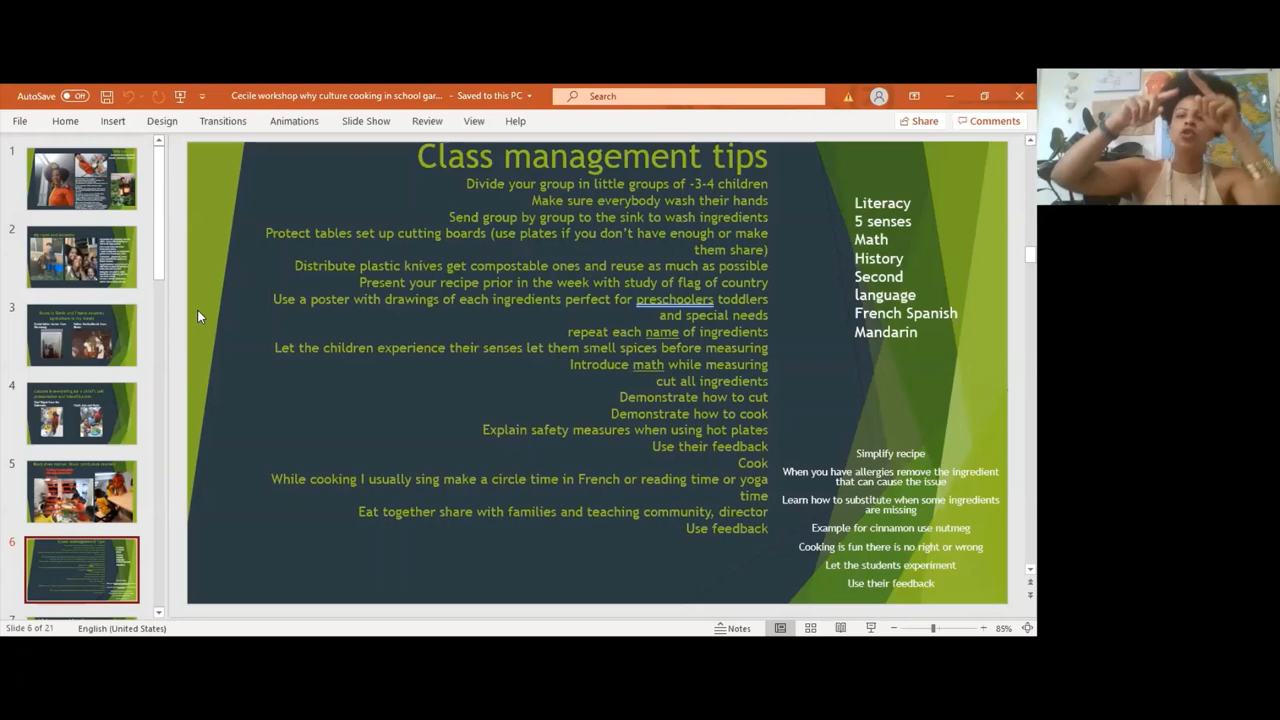 AutoSave Off
Cecile workshop why culture cooking in school gar... - Saved to this PC
Search
File Home Insert Design Transitions Animations Slide Show Review View Help
Share Comments
1
2
3
4
5
6
7
Class management tips
Divide your group in little groups of -3-4 children
Make sure everybody wash their hands
Send group by group to the sink to wash ingredients
Protect tables set up cutting boards (use plates if you don't have enough or make
them share)
Distribute plastic knives get compostable ones and reuse as much as possible
Present your recipe prior in the week with study of flag of country
Use a poster with drawings of each ingredients perfect for preschoolers toddlers
and special needs
repeat each name of ingredients
Let the children experience their senses let them smell spices before measuring
Introduce math while measuring
cut all ingredients
Demonstrate how to cut
Demonstrate how to cook
Explain safety measures when using hot plates
Use their feedback
Cook
While cooking I usually sing make a circle time in French or reading time or yoga
time
Eat together share with families and teaching community, director
Use feedback
Literacy
5 senses
Math
History
Second
language
French Spanish
Mandarin
Simplify recipe
When you have allergies remove the ingredient
that can cause the issue
Learn how to substitute when some ingredients
are missing
Example for cinnamon use nutmeg
Cooking is fun there is no right or wrong
Let the students experiment
Use their feedback
Slide 6 of 21 English (United States)
Notes
85%